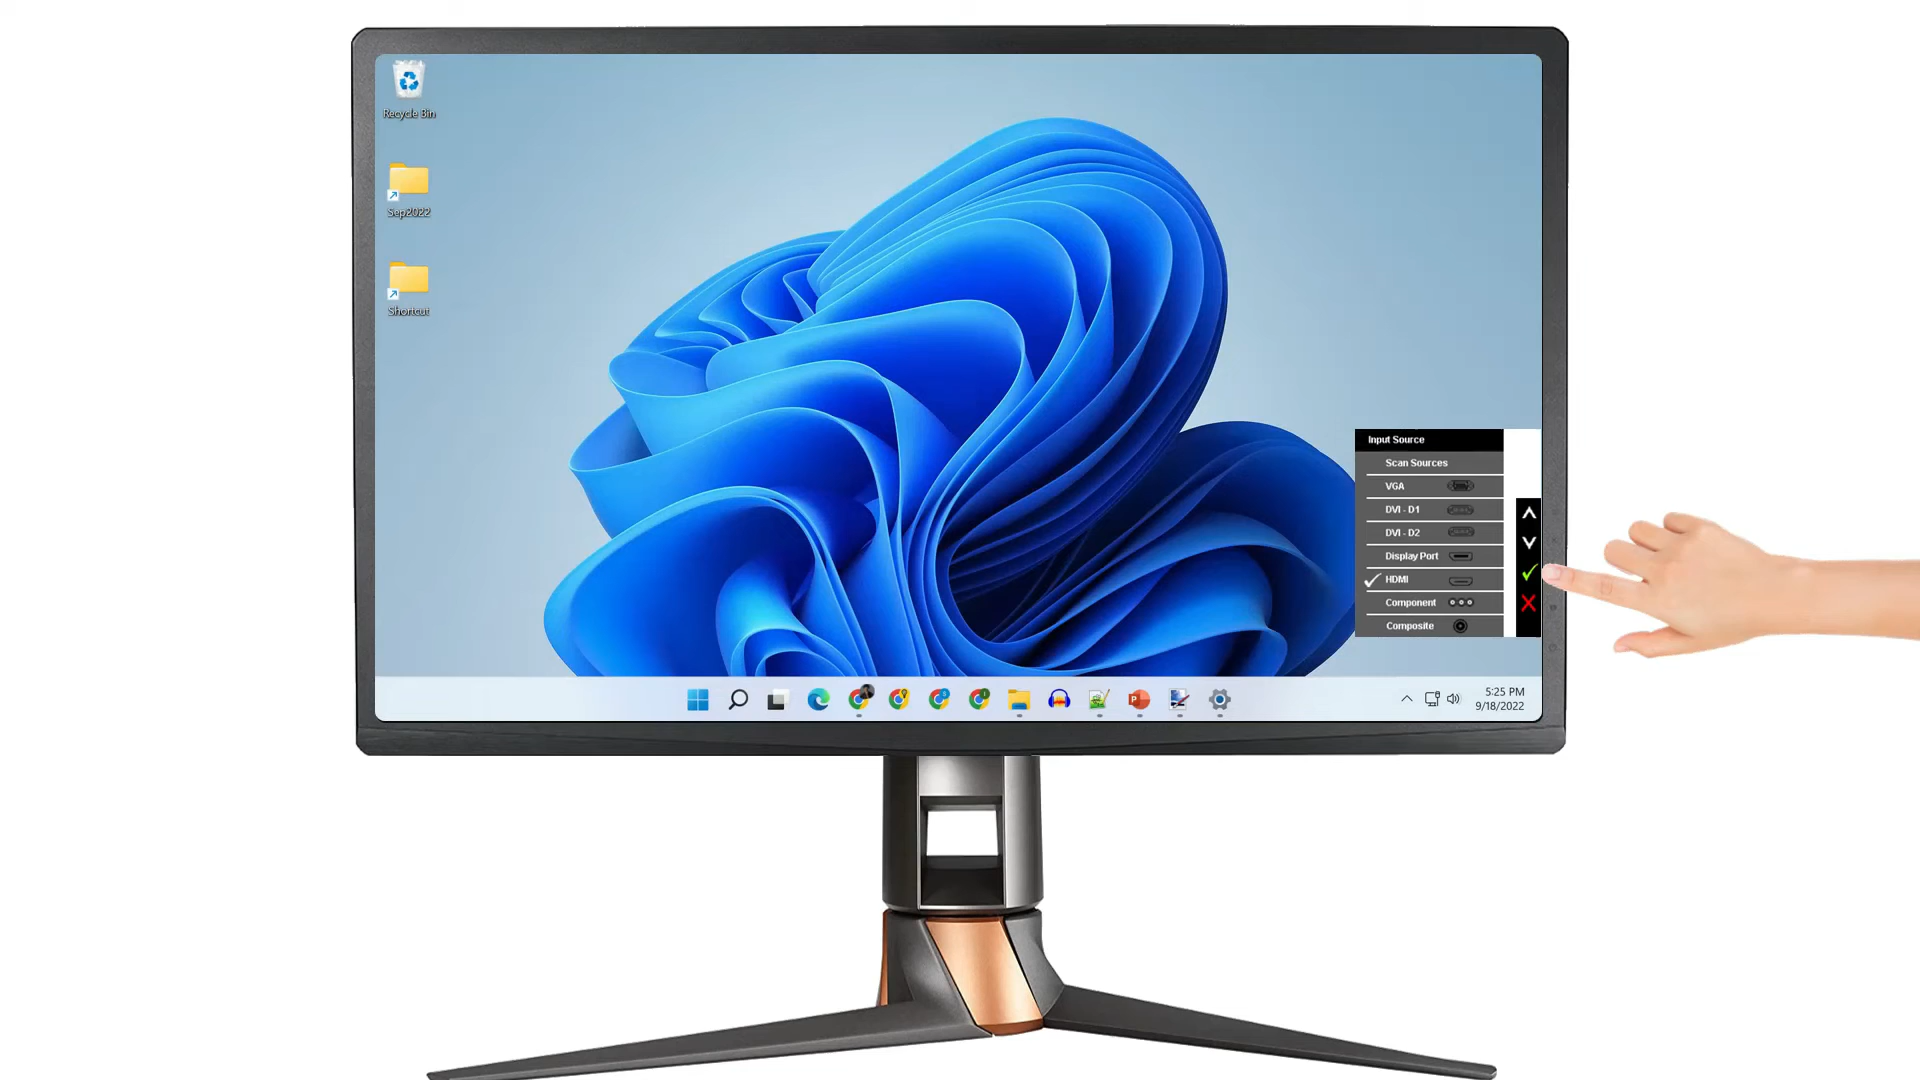 Recycle Bin
Sep2022
Shortcut
Input Source
Scan Sources
VGA
DVI - D1
DVI - D2
Display Port
HDMI
Component
Composite
5:25 PM
9/18/2022